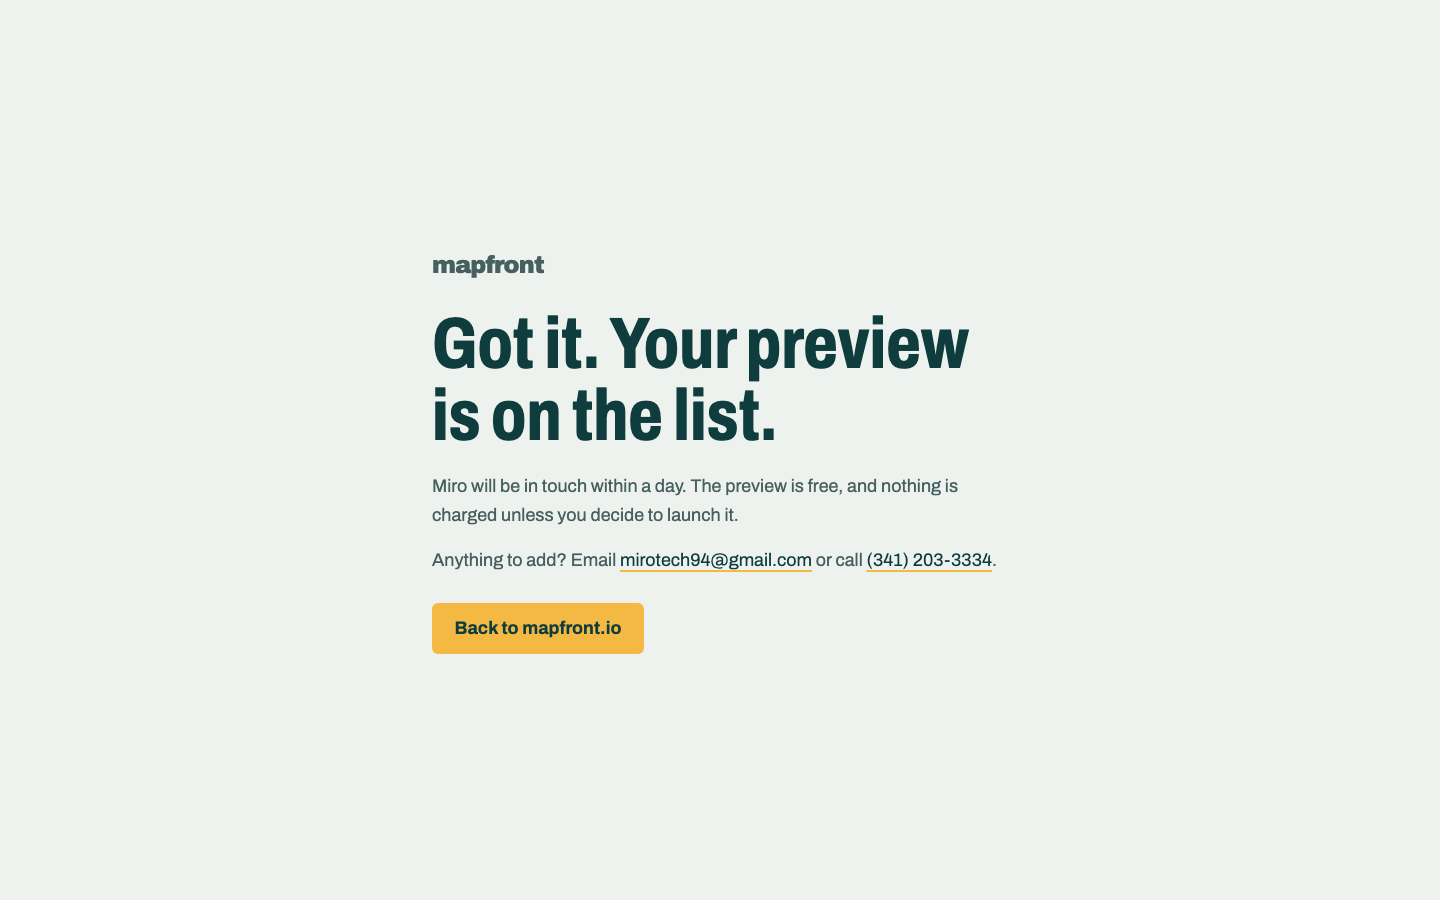 mapfront
Got it. Your preview
is on the list.
Miro will be in touch within a day. The preview is free, and nothing is
charged unless you decide to launch it.
Anything to add? Email mirotech94@gmail.com or call (341) 203-3334.
Back to mapfront.io